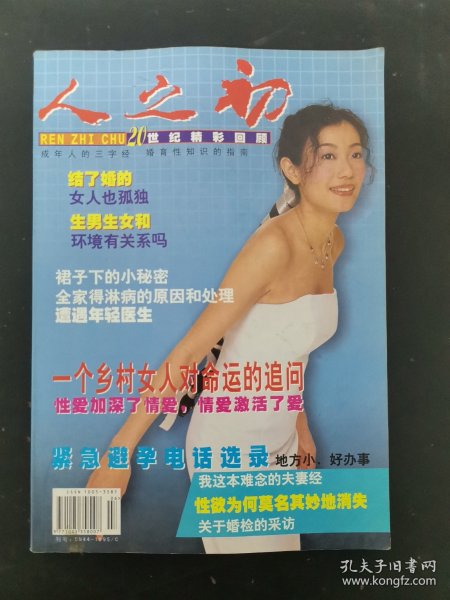 人之初
REN ZHI CHU 20世纪精彩回顾
成年人的三字经 婚育性知识的指南
结了婚的
女人也孤独
生男生女和
环境有关系吗
裙子下的小秘密
全家得淋病的原因和处理
遭遇年轻医生
一个乡村女人对命运的追问
性爱加深了情爱，情爱激活了爱
紧急避孕电话选录 地方小，好办事
我这本难念的夫妻经
性欲为何莫名其妙地消失
关于婚检的采访
孔夫子旧书网